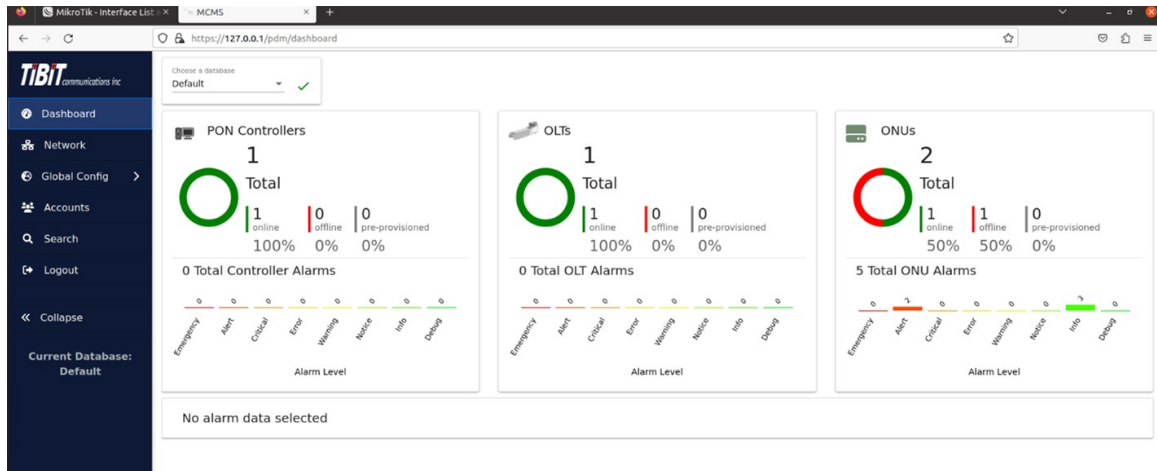 MikroTik - Interface List
MCMS
https://127.0.0.1/pdm/dashboard
TiBiT communications inc
Dashboard
Network
Global Config
Accounts
Search
Logout
Collapse
Current Database:
Default
Choose a database
Default
PON Controllers
1
Total
1 0 0
online offline pre-provisioned
100% 0% 0%
0 Total Controller Alarms
0 0 0 0 0 0 0 0
Emergency Alert Critical Error Warning Notice Info Debug
Alarm Level
OLTs
1
Total
1 0 0
online offline pre-provisioned
100% 0% 0%
0 Total OLT Alarms
0 0 0 0 0 0 0 0
Emergency Alert Critical Error Warning Notice Info Debug
Alarm Level
ONUs
2
Total
1 1 0
online offline pre-provisioned
50% 50% 0%
5 Total ONU Alarms
0 2 0 0 0 0 3 0
Emergency Alert Critical Error Warning Notice Info Debug
Alarm Level
No alarm data selected